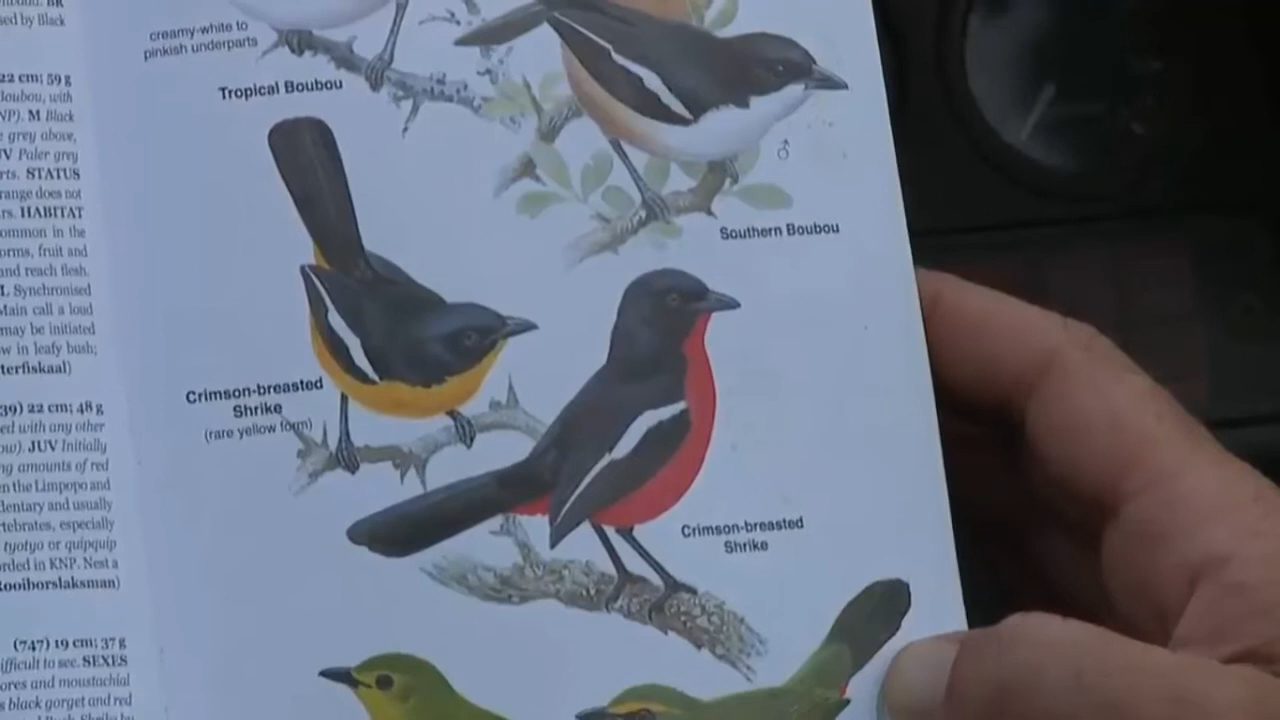 BR
sed by Black
22 cm; 59 g
Boubou, with
NP). M Black
grey above,
V Paler grey
rts. STATUS
range does not
rs. HABITAT
ommon in the
orms, fruit and
and reach flesh.
L Synchronised
Main call a loud
may be initiated
w in leafy bush;
terfiskaal)
39) 22 cm; 48 g
ed with any other
ow). JUV Initially
ng amounts of red
n the Limpopo and
dentary and usually
tebrates, especially
tyotyo or quipquip
orded in KNP. Nest a
Rooiborslaksman)
(747) 19 cm; 37 g
ifficult to see. SEXES
ores and moustachial
s black gorget and red
creamy-white to
pinkish underparts
Tropical Boubou
♂
Southern Boubou
Crimson-breasted
Shrike
(rare yellow form)
Crimson-breasted
Shrike